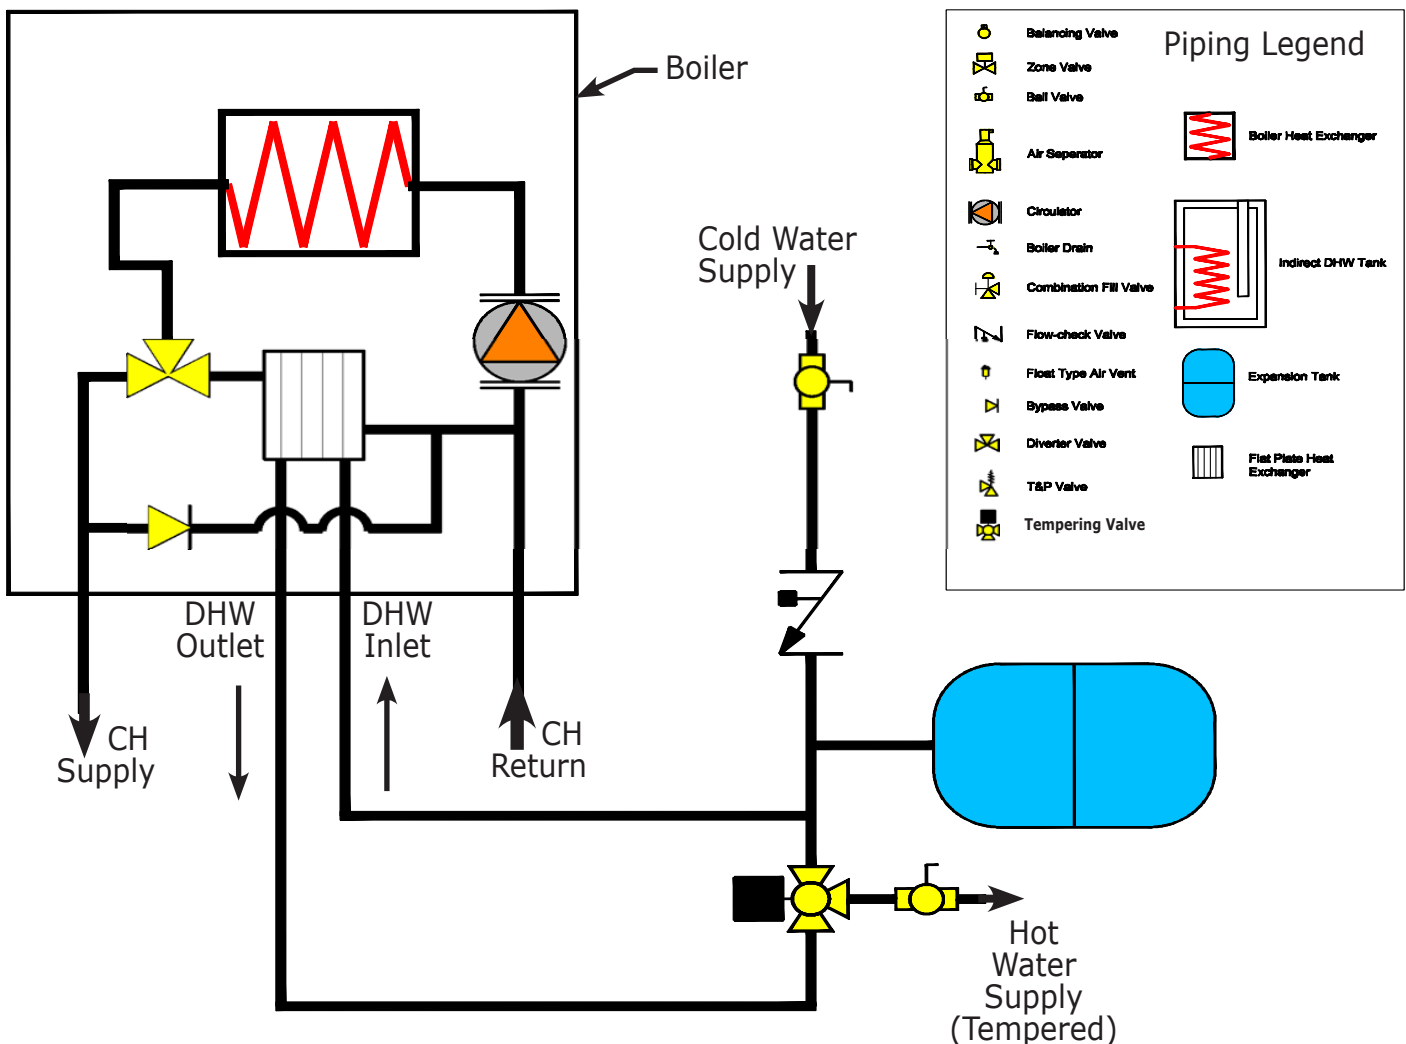 Boiler
Cold Water
Supply
DHW
Outlet
DHW
Inlet
CH
Supply
CH
Return
Hot
Water
Supply
(Tempered)
Piping Legend
Balancing Valve
Zone Valve
Ball Valve
Air Separator
Circulator
Boiler Drain
Combination Fill Valve
Flow-check Valve
Float Type Air Vent
Bypass Valve
Diverter Valve
T&P Valve
Tempering Valve
Boiler Heat Exchanger
Indirect DHW Tank
Expansion Tank
Flat Plate Heat
Exchanger